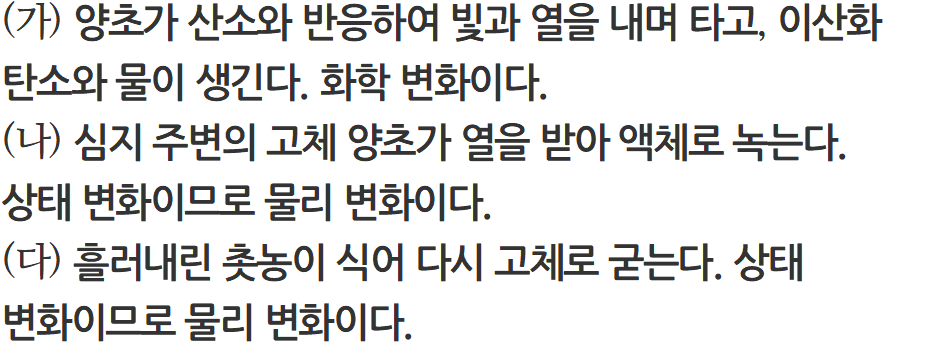 (가) 양초가 산소와 반응하여 빛과 열을 내며 타고, 이산화
탄소와 물이 생긴다. 화학 변화이다.
(나) 심지 주변의 고체 양초가 열을 받아 액체로 녹는다.
상태 변화이므로 물리 변화이다.
(다) 흘러내린 촛농이 식어 다시 고체로 굳는다. 상태
변화이므로 물리 변화이다.